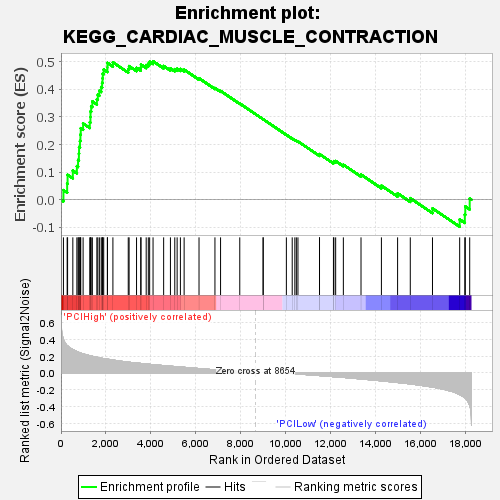 Enrichment plot:
KEGG_CARDIAC_MUSCLE_CONTRACTION
Enrichment score (ES)
0.5
0.4
0.3
0.2
0.1
0.0
-0.1
Ranked list metric (Signal2Noise)
'PCIHigh' (positively correlated)
0.6
0.4
0.2
0.0
-0.2
-0.4
-0.6
Zero cross at 8654
'PCILow' (negatively correlated)
0 2,000 4,000 6,000 8,000 10,000 12,000 14,000 16,000 18,000
Rank in Ordered Dataset
Enrichment profile Hits Ranking metric scores